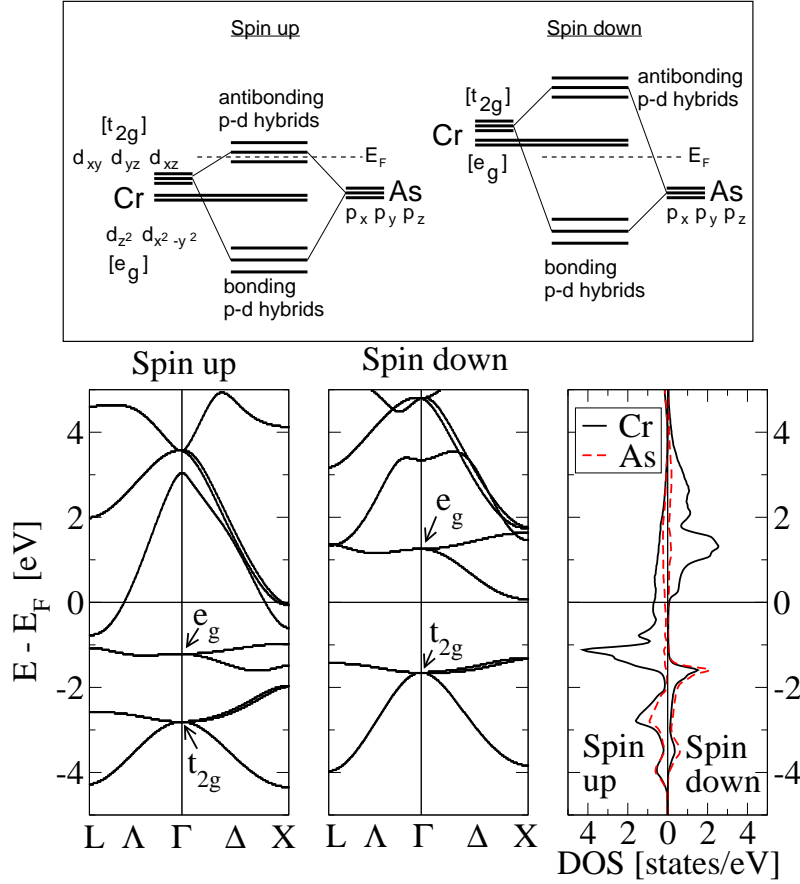 Spin up
Spin down
antibonding
p-d hybrids
[t2g]
dxy dyz dxz
Cr
EF
As
px py pz
dz² dx²-y²
[eg]
bonding
p-d hybrids
[t2g]
antibonding
p-d hybrids
Cr
[eg]
EF
As
px py pz
bonding
p-d hybrids
Spin up
Spin down
E - EF [eV]
4
2
0
-2
-4
eg
t2g
L Λ Γ Δ X
eg
t2g
L Λ Γ Δ X
Cr
As
Spin up
Spin down
4
2
0
-2
-4
4 2 0 2 4
DOS [states/eV]